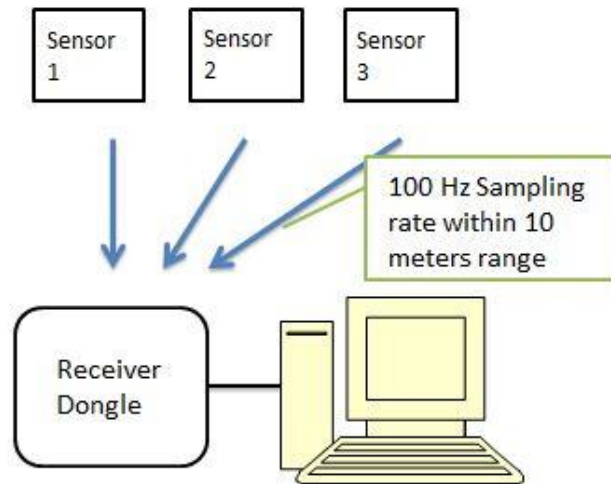 Sensor
1
Sensor
2
Sensor
3
100 Hz Sampling
rate within 10
meters range
Receiver
Dongle